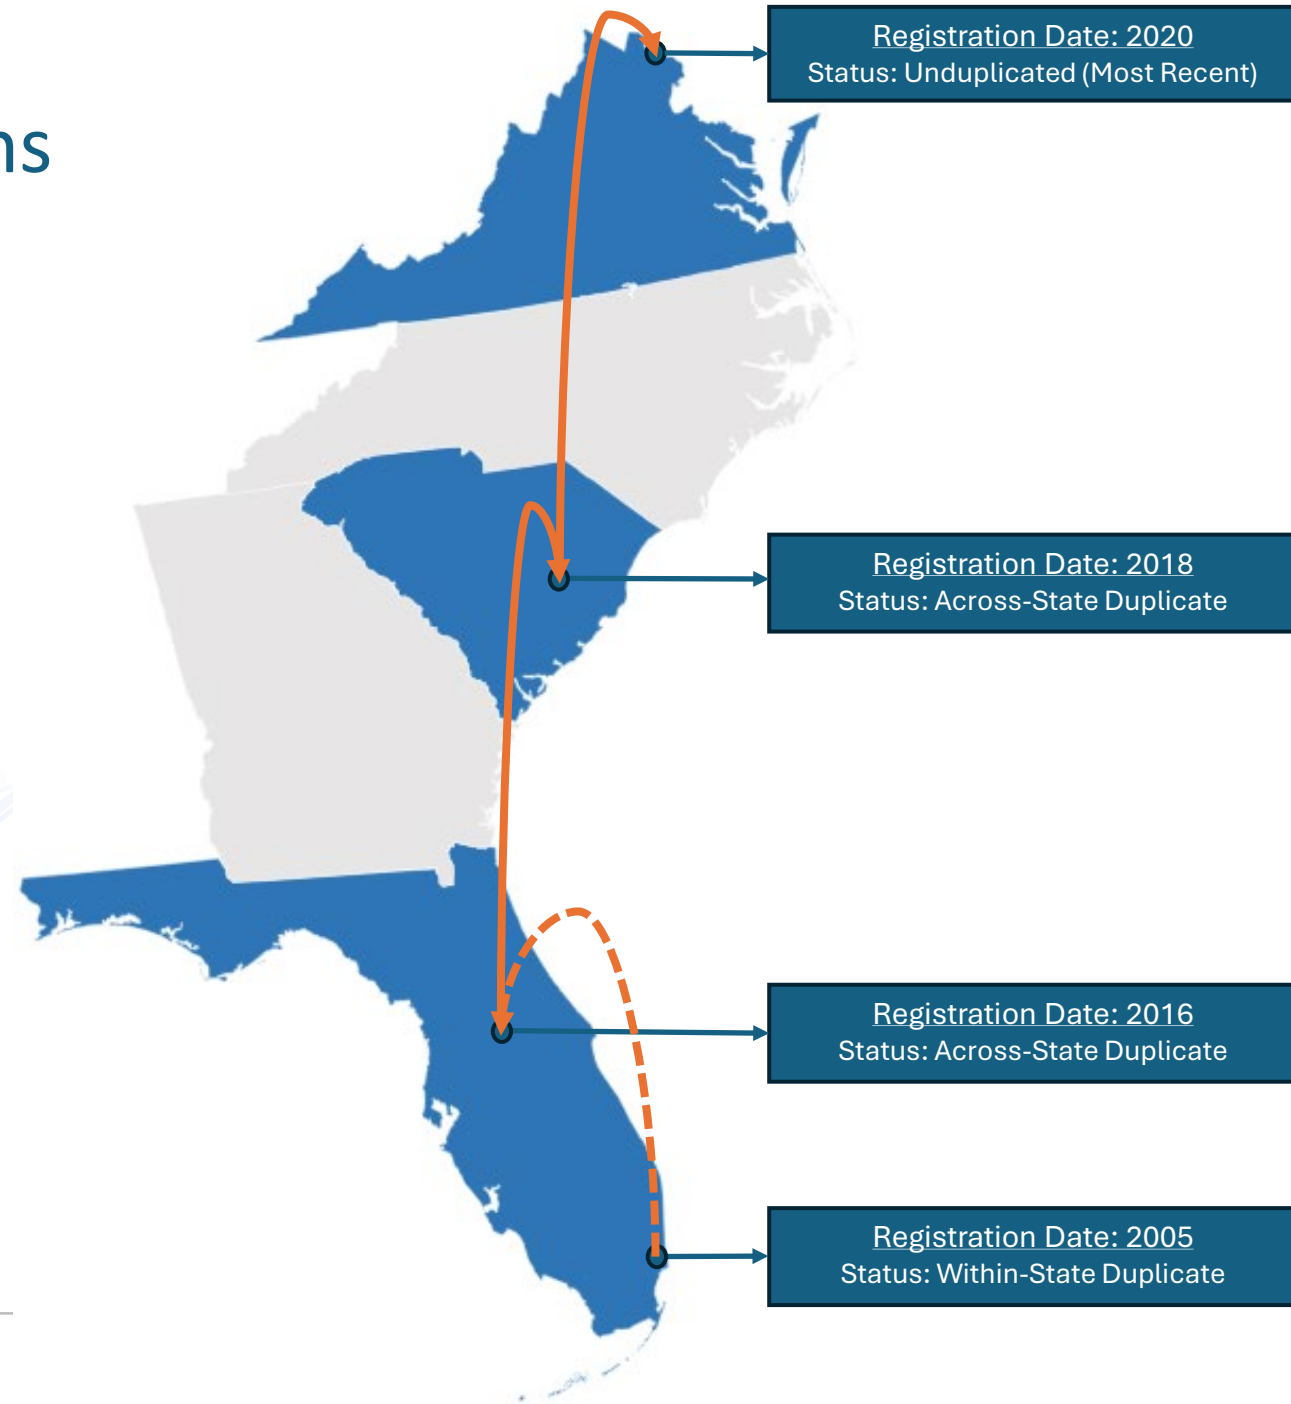 ns
Registration Date: 2020
Status: Unduplicated (Most Recent)
Registration Date: 2018
Status: Across-State Duplicate
Registration Date: 2016
Status: Across-State Duplicate
Registration Date: 2005
Status: Within-State Duplicate